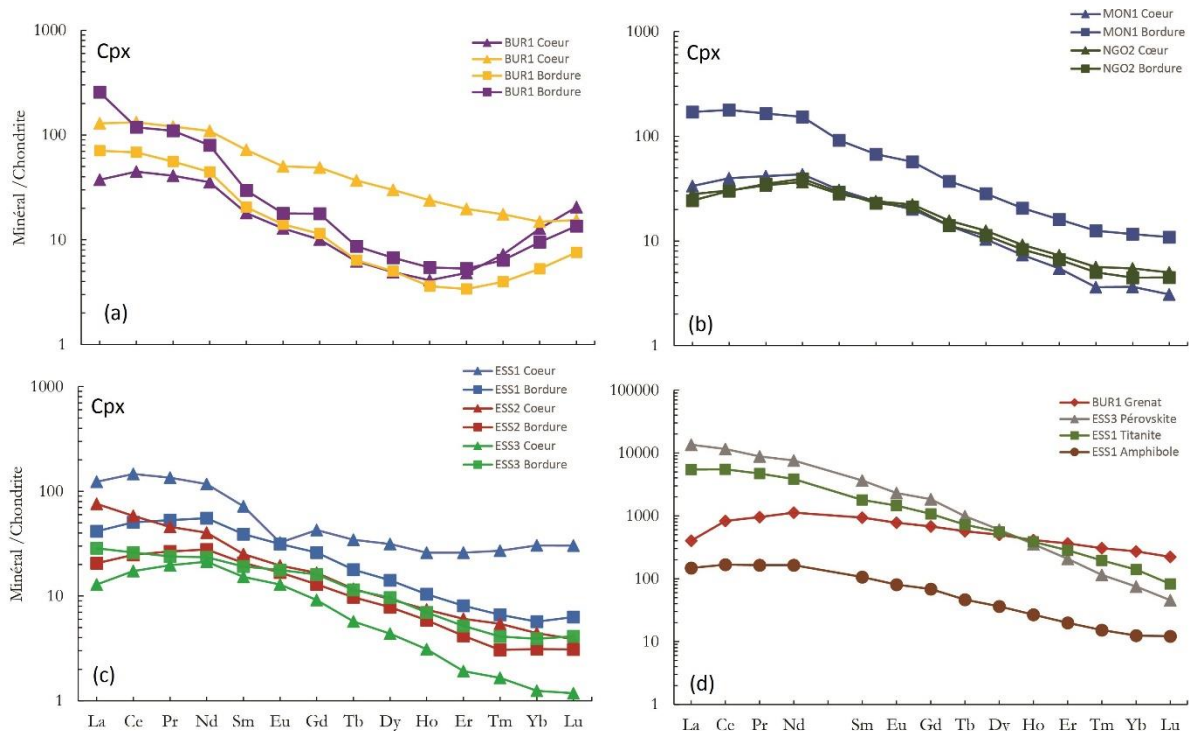 1000
100
10
1
Minéral /Chondrite
Cpx
BUR1 Coeur
BUR1 Coeur
BUR1 Bordure
BUR1 Bordure
(a)
1000
100
10
1
Cpx
MON1 Coeur
MON1 Bordure
NGO2 Cœur
NGO2 Bordure
(b)
1000
100
10
1
Minéral /Chondrite
Cpx
ESS1 Coeur
ESS1 Bordure
ESS2 Coeur
ESS2 Bordure
ESS3 Coeur
ESS3 Bordure
(c)
La Ce Pr Nd Sm Eu Gd Tb Dy Ho Er Tm Yb Lu
100000
10000
1000
100
10
1
BUR1 Grenat
ESS3 Pérovskite
ESS1 Titanite
ESS1 Amphibole
(d)
La Ce Pr Nd Sm Eu Gd Tb Dy Ho Er Tm Yb Lu